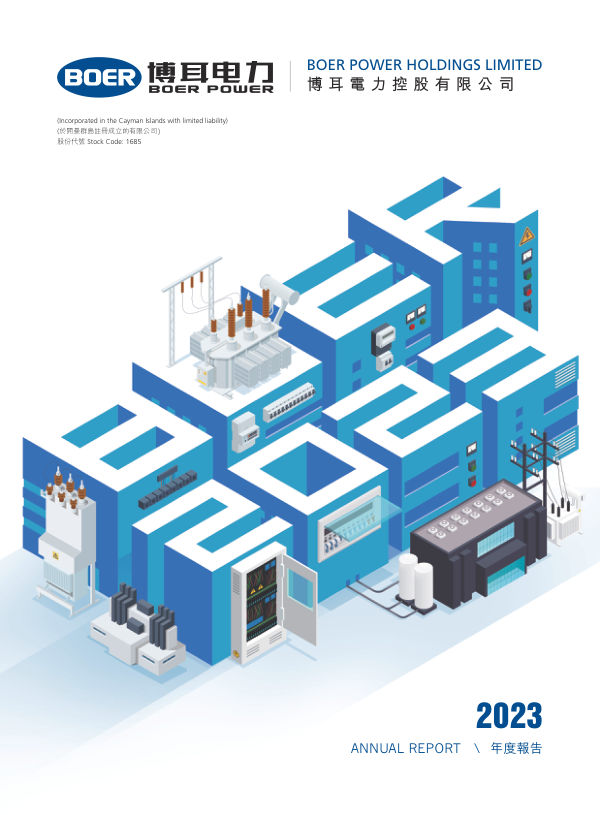 BOER 博耳电力
BOER POWER
BOER POWER HOLDINGS LIMITED
博耳電力控股有限公司
(Incorporated in the Cayman Islands with limited liability)
(於開曼群島註冊成立的有限公司)
股份代號 Stock Code: 1685
BOER
2023
2023
ANNUAL REPORT \ 年度報告